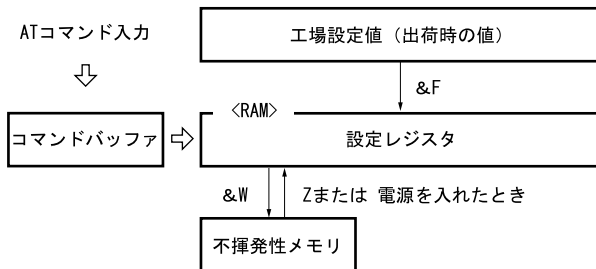 ATコマンド入力
工場設定値（出荷時の値）
&F
<RAM>
コマンドバッファ
設定レジスタ
&W
Zまたは 電源を入れたとき
不揮発性メモリ